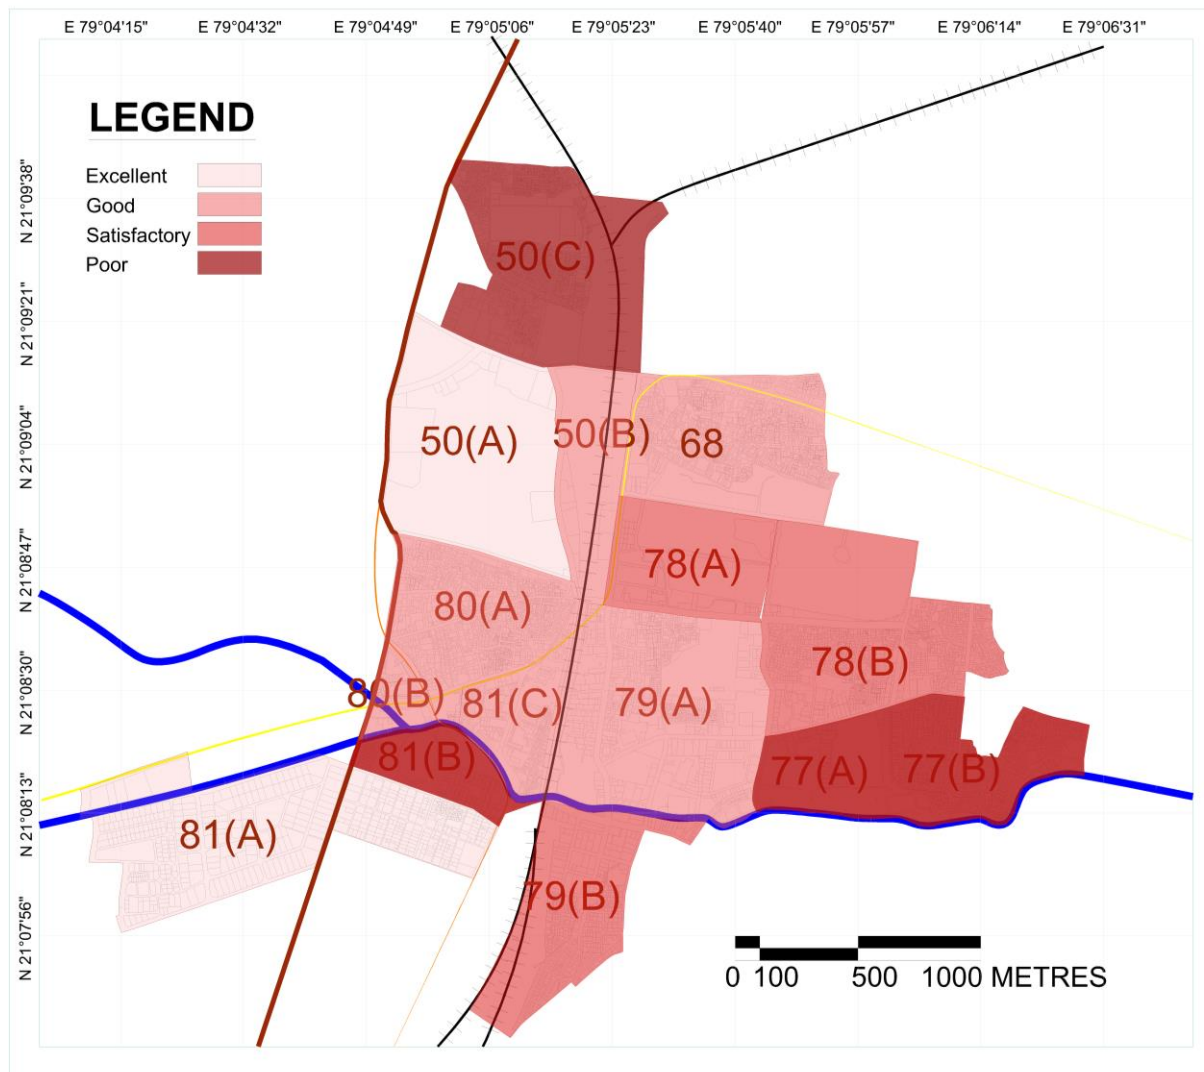 E 79°04'15" E 79°04'32" E 79°04'49" E 79°05'06" E 79°05'23" E 79°05'40" E 79°05'57" E 79°06'14" E 79°06'31"
LEGEND
Excellent
Good
Satisfactory
Poor
N 21°09'38"
N 21°09'21"
N 21°09'04"
N 21°08'47"
N 21°08'30"
N 21°08'13"
N 21°07'56"
50(C)
50(A)
50(B)
68
78(A)
80(A)
78(B)
80(B)
81(C)
79(A)
81(B)
77(A)
77(B)
81(A)
79(B)
0 100 500 1000 METRES